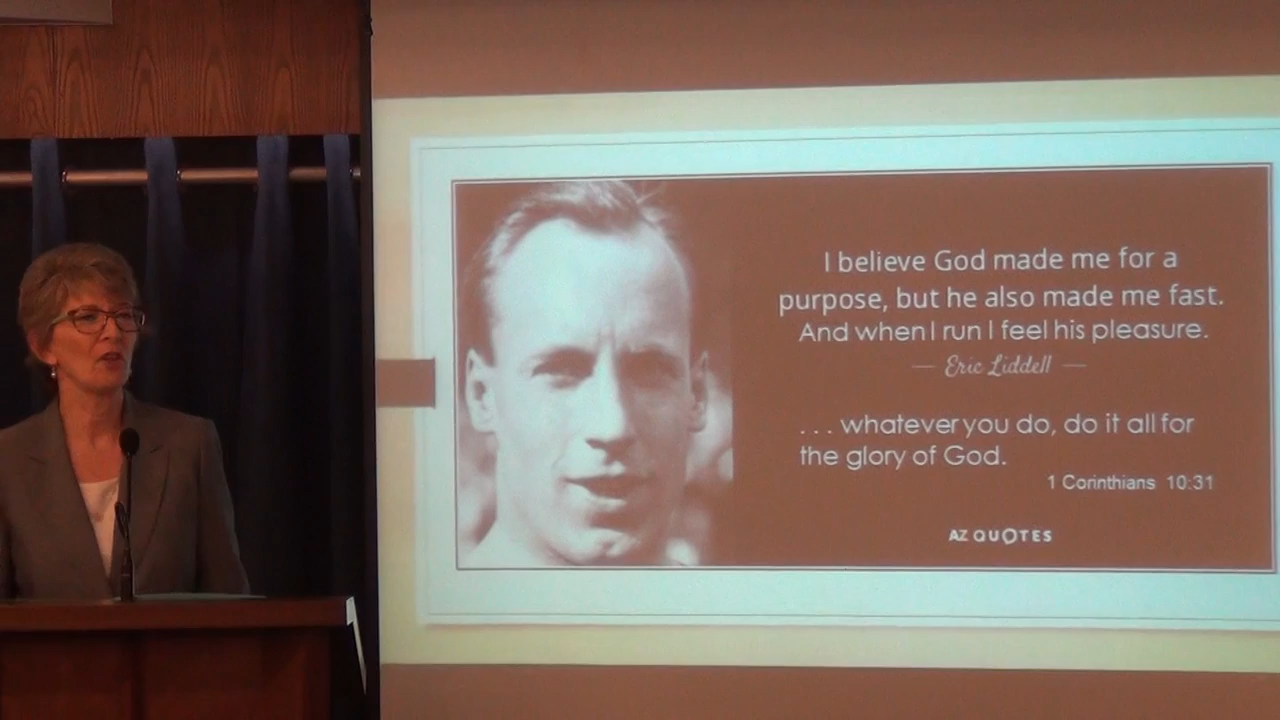 I believe God made me for a
purpose, but he also made me fast.
And when I run I feel his pleasure.
— Eric Liddell —
. . . whatever you do, do it all for
the glory of God.
1 Corinthians 10:31
AZ QUOTES